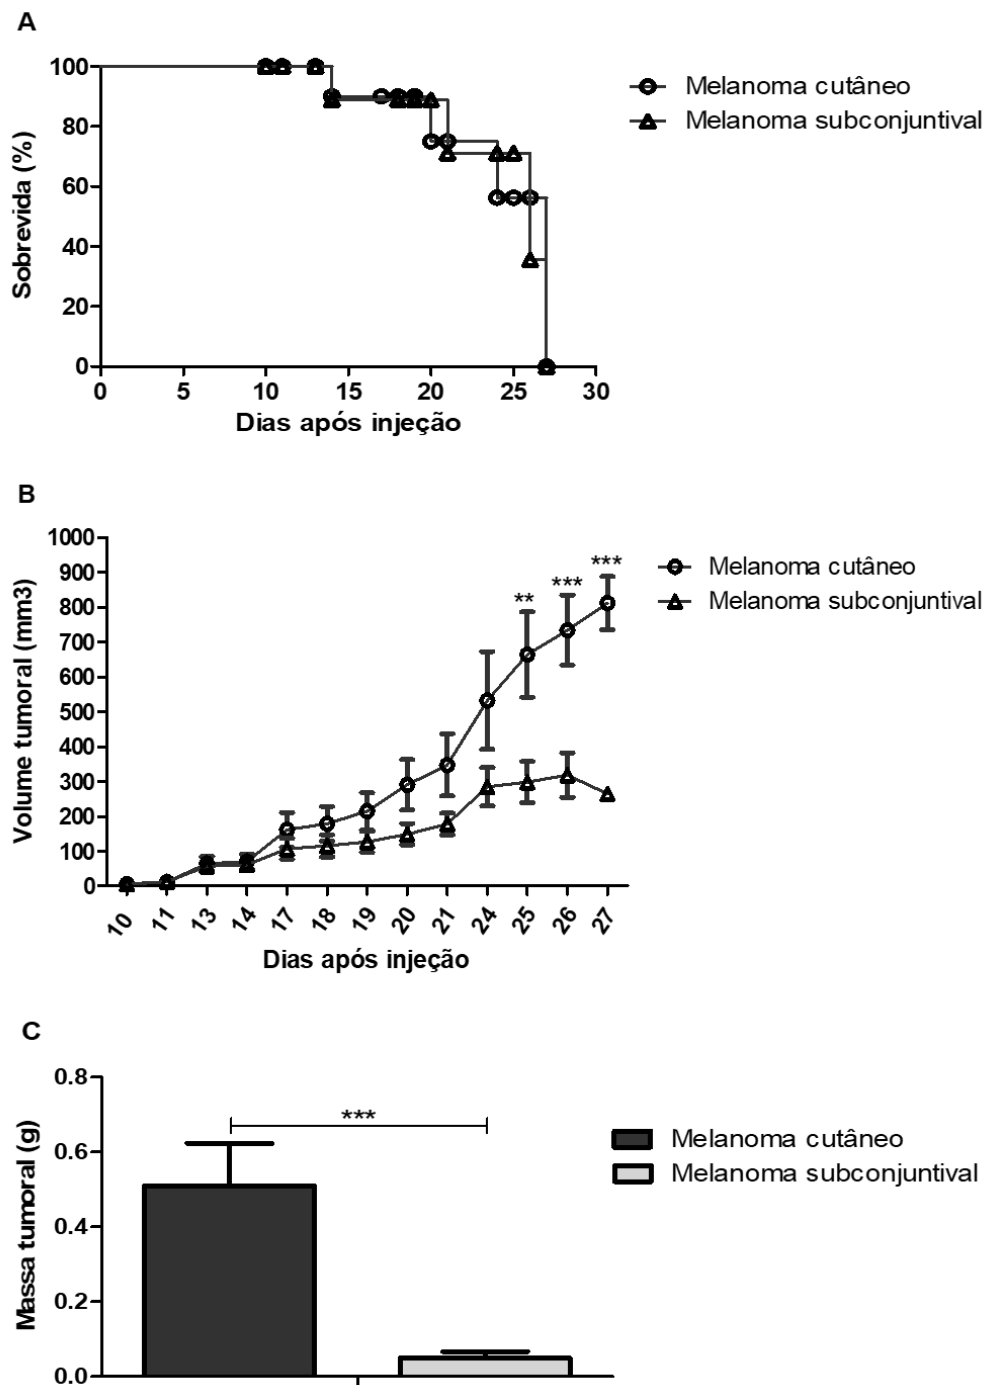 A
Sobrevida (%)
100
80
60
40
20
0
0 5 10 15 20 25 30
Dias após injeção
Melanoma cutâneo
Melanoma subconjuntival
B
Volume tumoral (mm3)
1000
900
800
700
600
500
400
300
200
100
0
** *** ***
10 11 13 14 17 18 19 20 21 24 25 26 27
Dias após injeção
Melanoma cutâneo
Melanoma subconjuntival
C
Massa tumoral (g)
0.8
0.6
0.4
0.2
0.0
***
Melanoma cutâneo
Melanoma subconjuntival